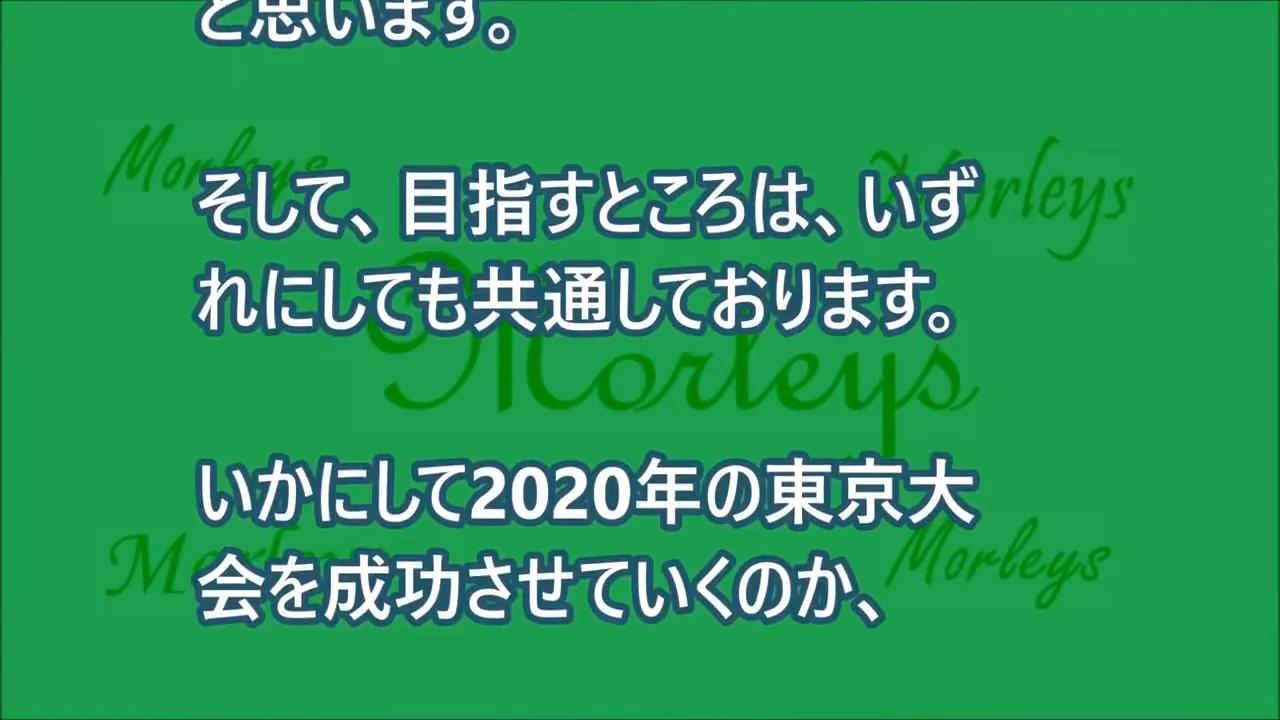 と思います。
Morleys
Morleys
そして、目指すところは、いず
れにしても共通しております。
Morleys
いかにして2020年の東京大
会を成功させていくのか、
Morleys
Morleys